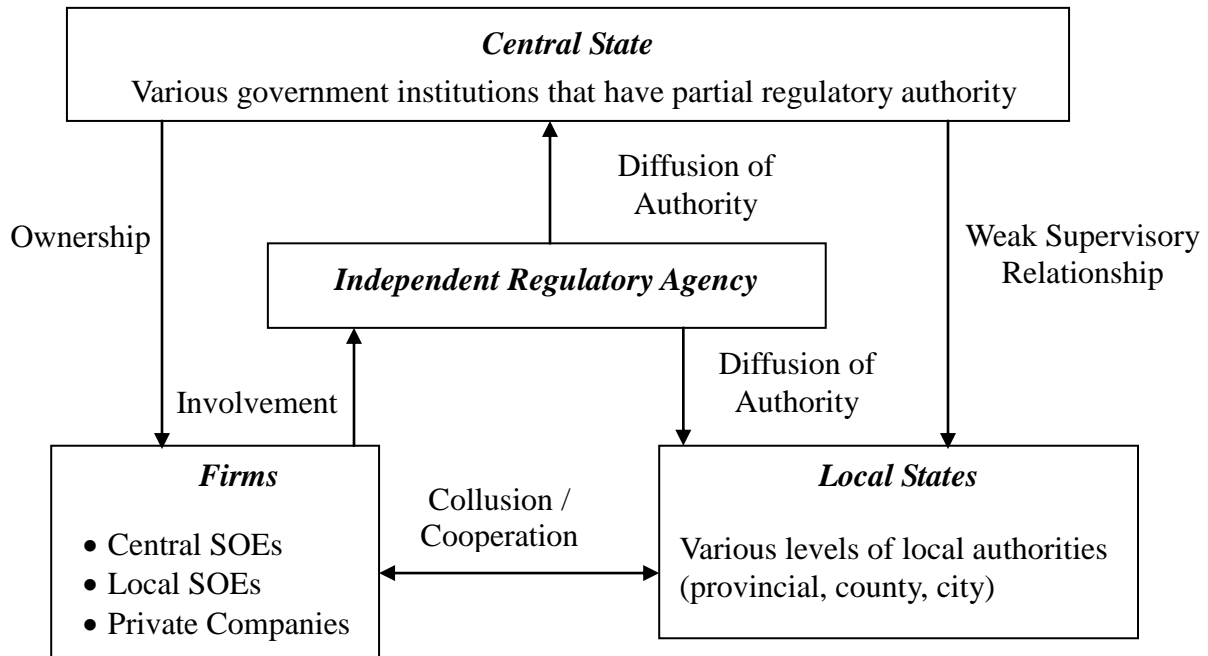 Central State
Various government institutions that have partial regulatory authority
Diffusion of
Authority
Ownership
Weak Supervisory
Relationship
Independent Regulatory Agency
Diffusion of
Authority
Involvement
Firms
• Central SOEs
• Local SOEs
• Private Companies
Collusion /
Cooperation
Local States
Various levels of local authorities
(provincial, county, city)